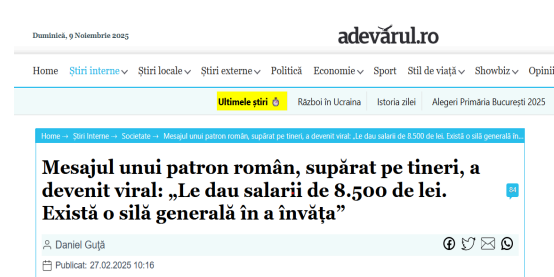 Duminică, 9 Noiembrie 2025
adevărul.ro
Home Știri interne Știri locale Știri externe Politică Economie Sport Stil de viață Showbiz Opinii
Ultimele știri Război în Ucraina Istoria zilei Alegeri Primăria București 2025
Home → Știri Interne → Societate → Mesajul unui patron român, supărat pe tineri, a devenit viral: „Le dau salarii de 8.500 de lei. Există o silă generală în...
Mesajul unui patron român, supărat pe tineri, a
devenit viral: „Le dau salarii de 8.500 de lei.
Există o silă generală în a învăța”
84
Daniel Guță
Publicat: 27.02.2025 10:16